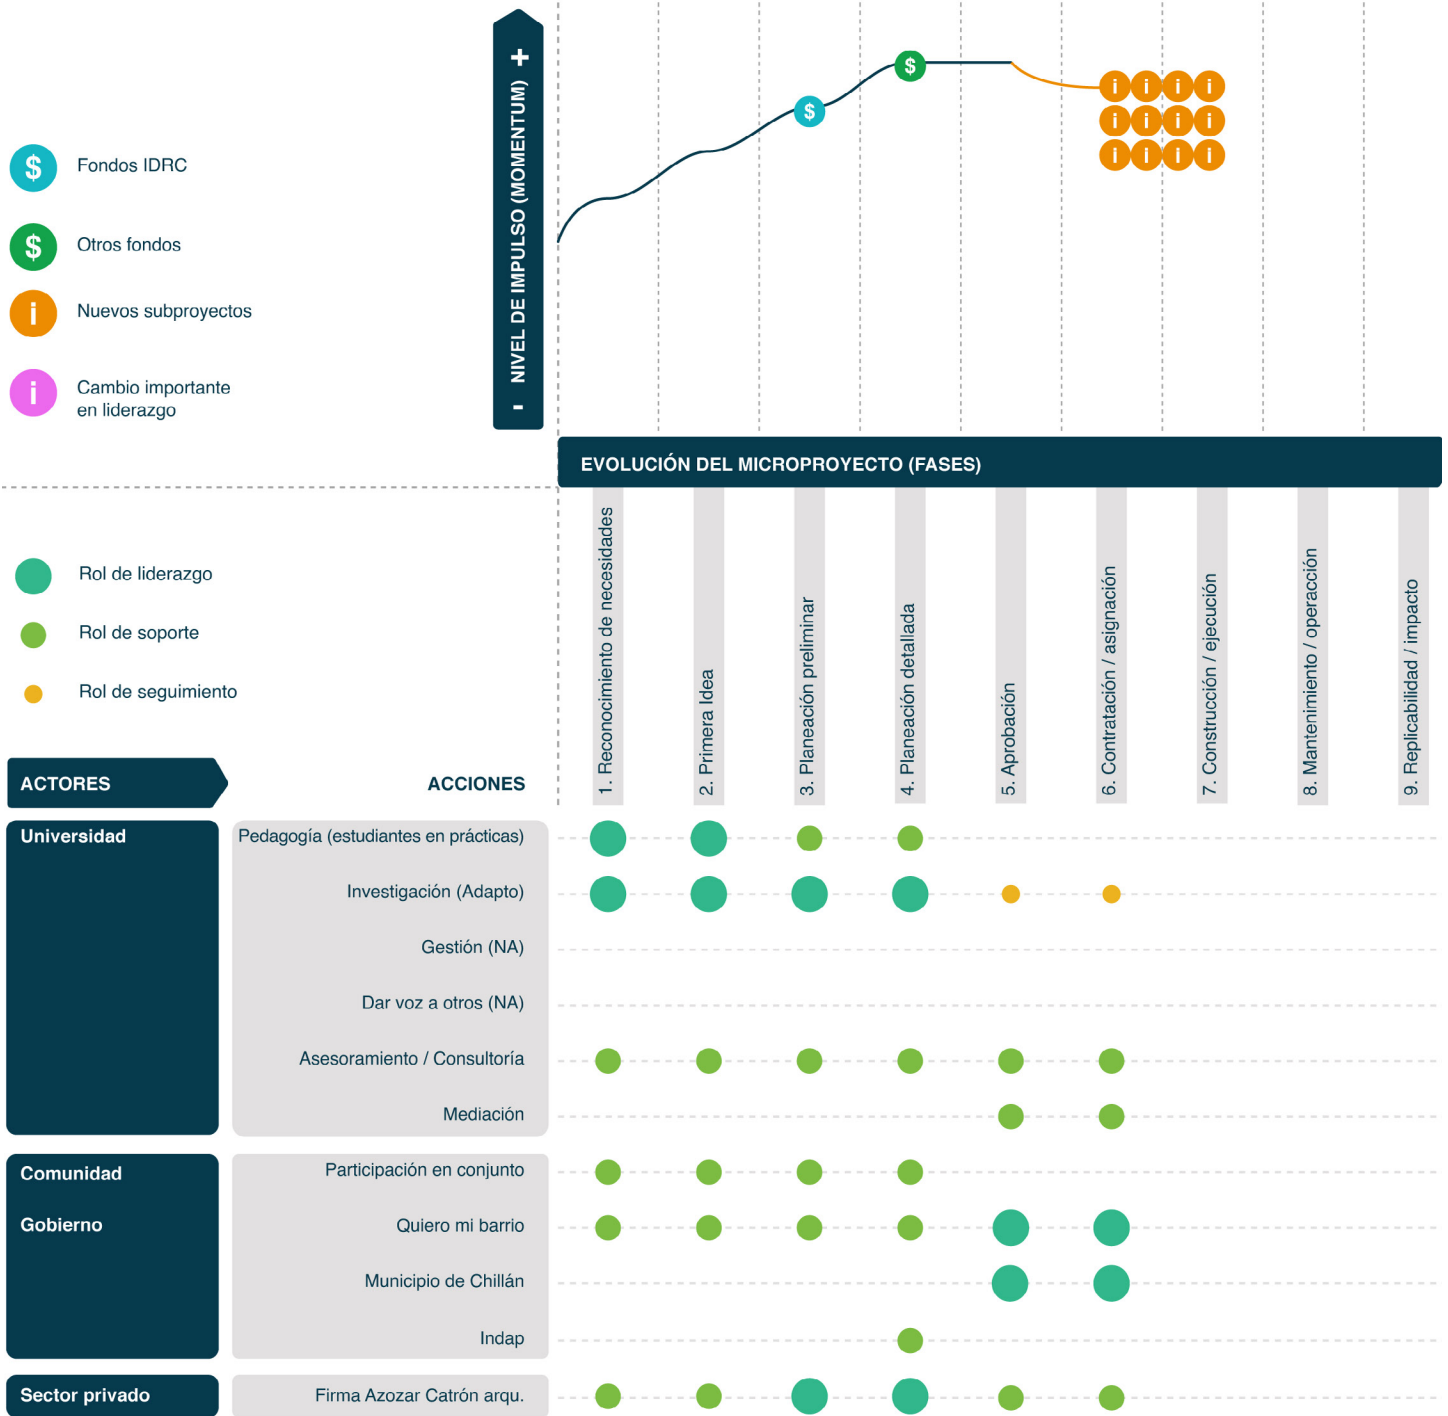 $ Fondos IDRC
$ Otros fondos
i Nuevos subproyectos
i Cambio importante
en liderazgo
- NIVEL DE IMPULSO (MOMENTUM) +
$
$
i i i i
i i i i
i i i i
EVOLUCIÓN DEL MICROPROYECTO (FASES)
Rol de liderazgo
Rol de soporte
Rol de seguimiento
1. Reconocimiento de necesidades
2. Primera Idea
3. Planeación preliminar
4. Planeación detallada
5. Aprobación
6. Contratación / asignación
7. Construcción / ejecución
8. Mantenimiento / operacción
9. Replicabilidad / impacto
ACTORES
ACCIONES
Universidad
Pedagogía (estudiantes en prácticas)
Investigación (Adapto)
Gestión (NA)
Dar voz a otros (NA)
Asesoramiento / Consultoría
Mediación
Comunidad
Participación en conjunto
Gobierno
Quiero mi barrio
Municipio de Chillán
Indap
Sector privado
Firma Azozar Catrón arqu.